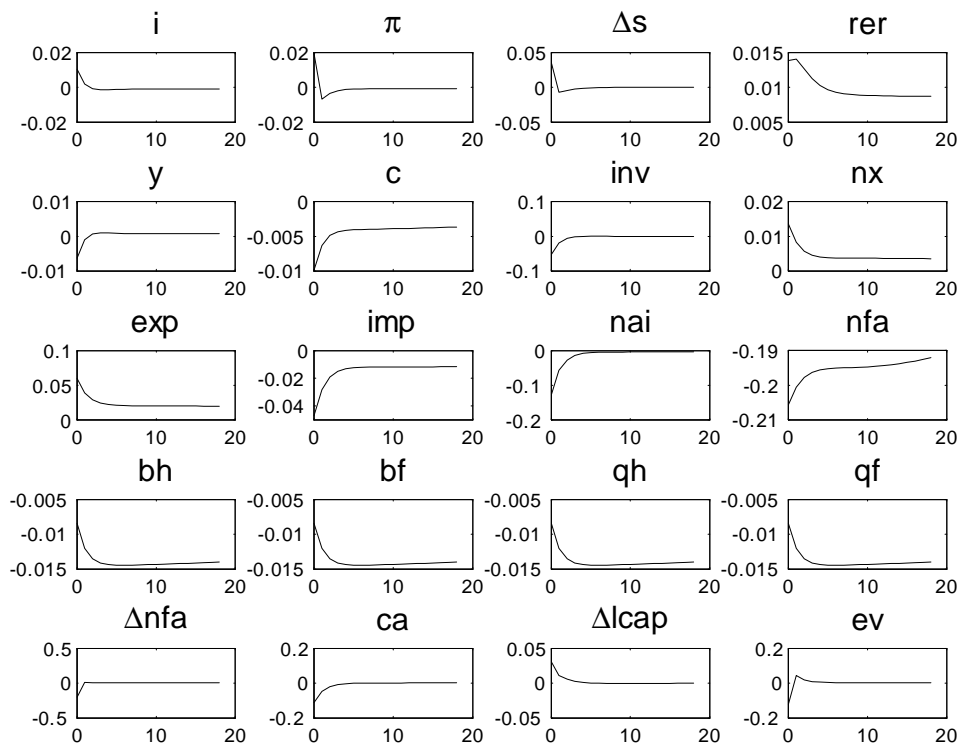 i π Δs rer
0.02 0.02 0.05 0.015
0 0 0 0.01
-0.02 -0.02 -0.05 0.005
0 10 20 0 10 20 0 10 20 0 10 20
y c inv nx
0.01 0 0.1 0.02
0 -0.005 0 0.01
-0.01 -0.01 -0.1 0
0 10 20 0 10 20 0 10 20 0 10 20
exp imp nai nfa
0.1 0 0 -0.19
0.05 -0.02 -0.1 -0.2
0 -0.04 -0.2 -0.21
0 10 20 0 10 20 0 10 20 0 10 20
bh bf qh qf
-0.005 -0.005 -0.005 -0.005
-0.01 -0.01 -0.01 -0.01
-0.015 -0.015 -0.015 -0.015
0 10 20 0 10 20 0 10 20 0 10 20
Δnfa ca Δlcap ev
0.5 0.2 0.05 0.2
0 0 0 0
-0.5 -0.2 -0.05 -0.2
0 10 20 0 10 20 0 10 20 0 10 20